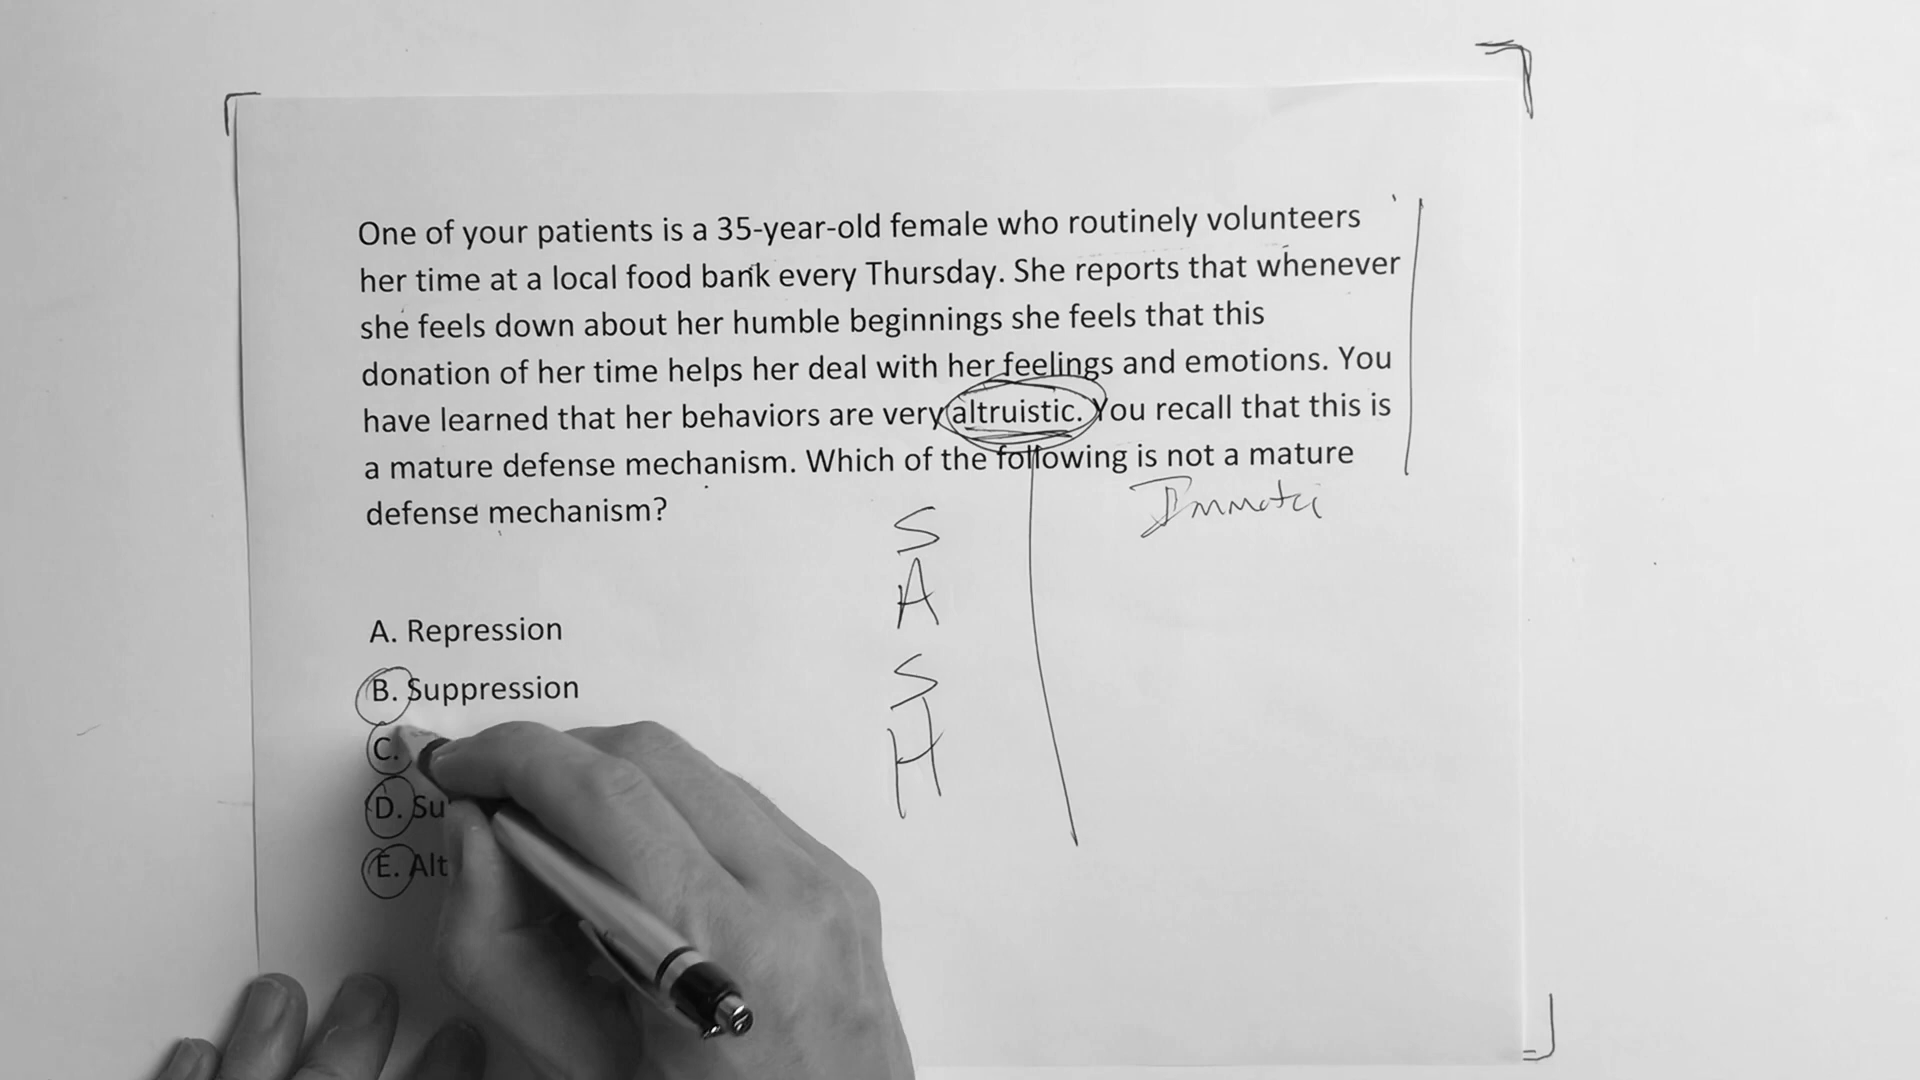 One of your patients is a 35-year-old female who routinely volunteers
her time at a local food bank every Thursday. She reports that whenever
she feels down about her humble beginnings she feels that this
donation of her time helps her deal with her feelings and emotions. You
have learned that her behaviors are very altruistic. You recall that this is
a mature defense mechanism. Which of the following is not a mature
defense mechanism?
S
A
S
H
A. Repression
B. Suppression
C.
D. Su
E. Alt